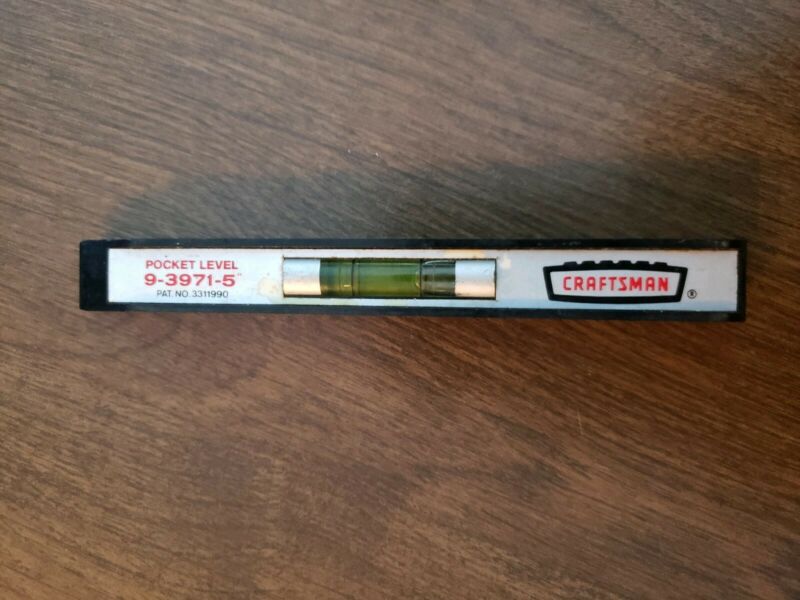 POCKET LEVEL
9-3971-5"
PAT. NO. 3311990
CRAFTSMAN®